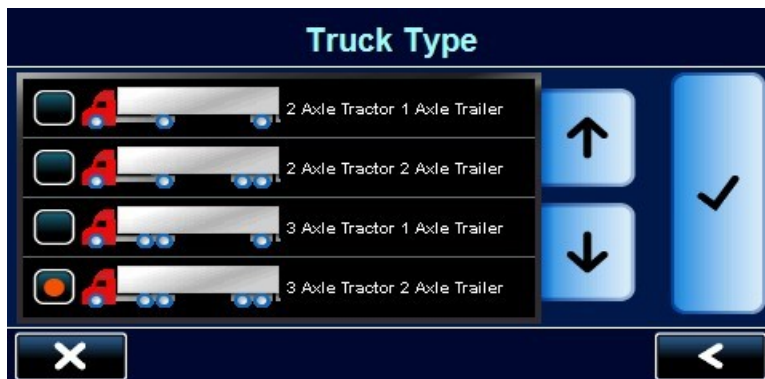 Truck Type
2 Axle Tractor 1 Axle Trailer
2 Axle Tractor 2 Axle Trailer
3 Axle Tractor 1 Axle Trailer
3 Axle Tractor 2 Axle Trailer